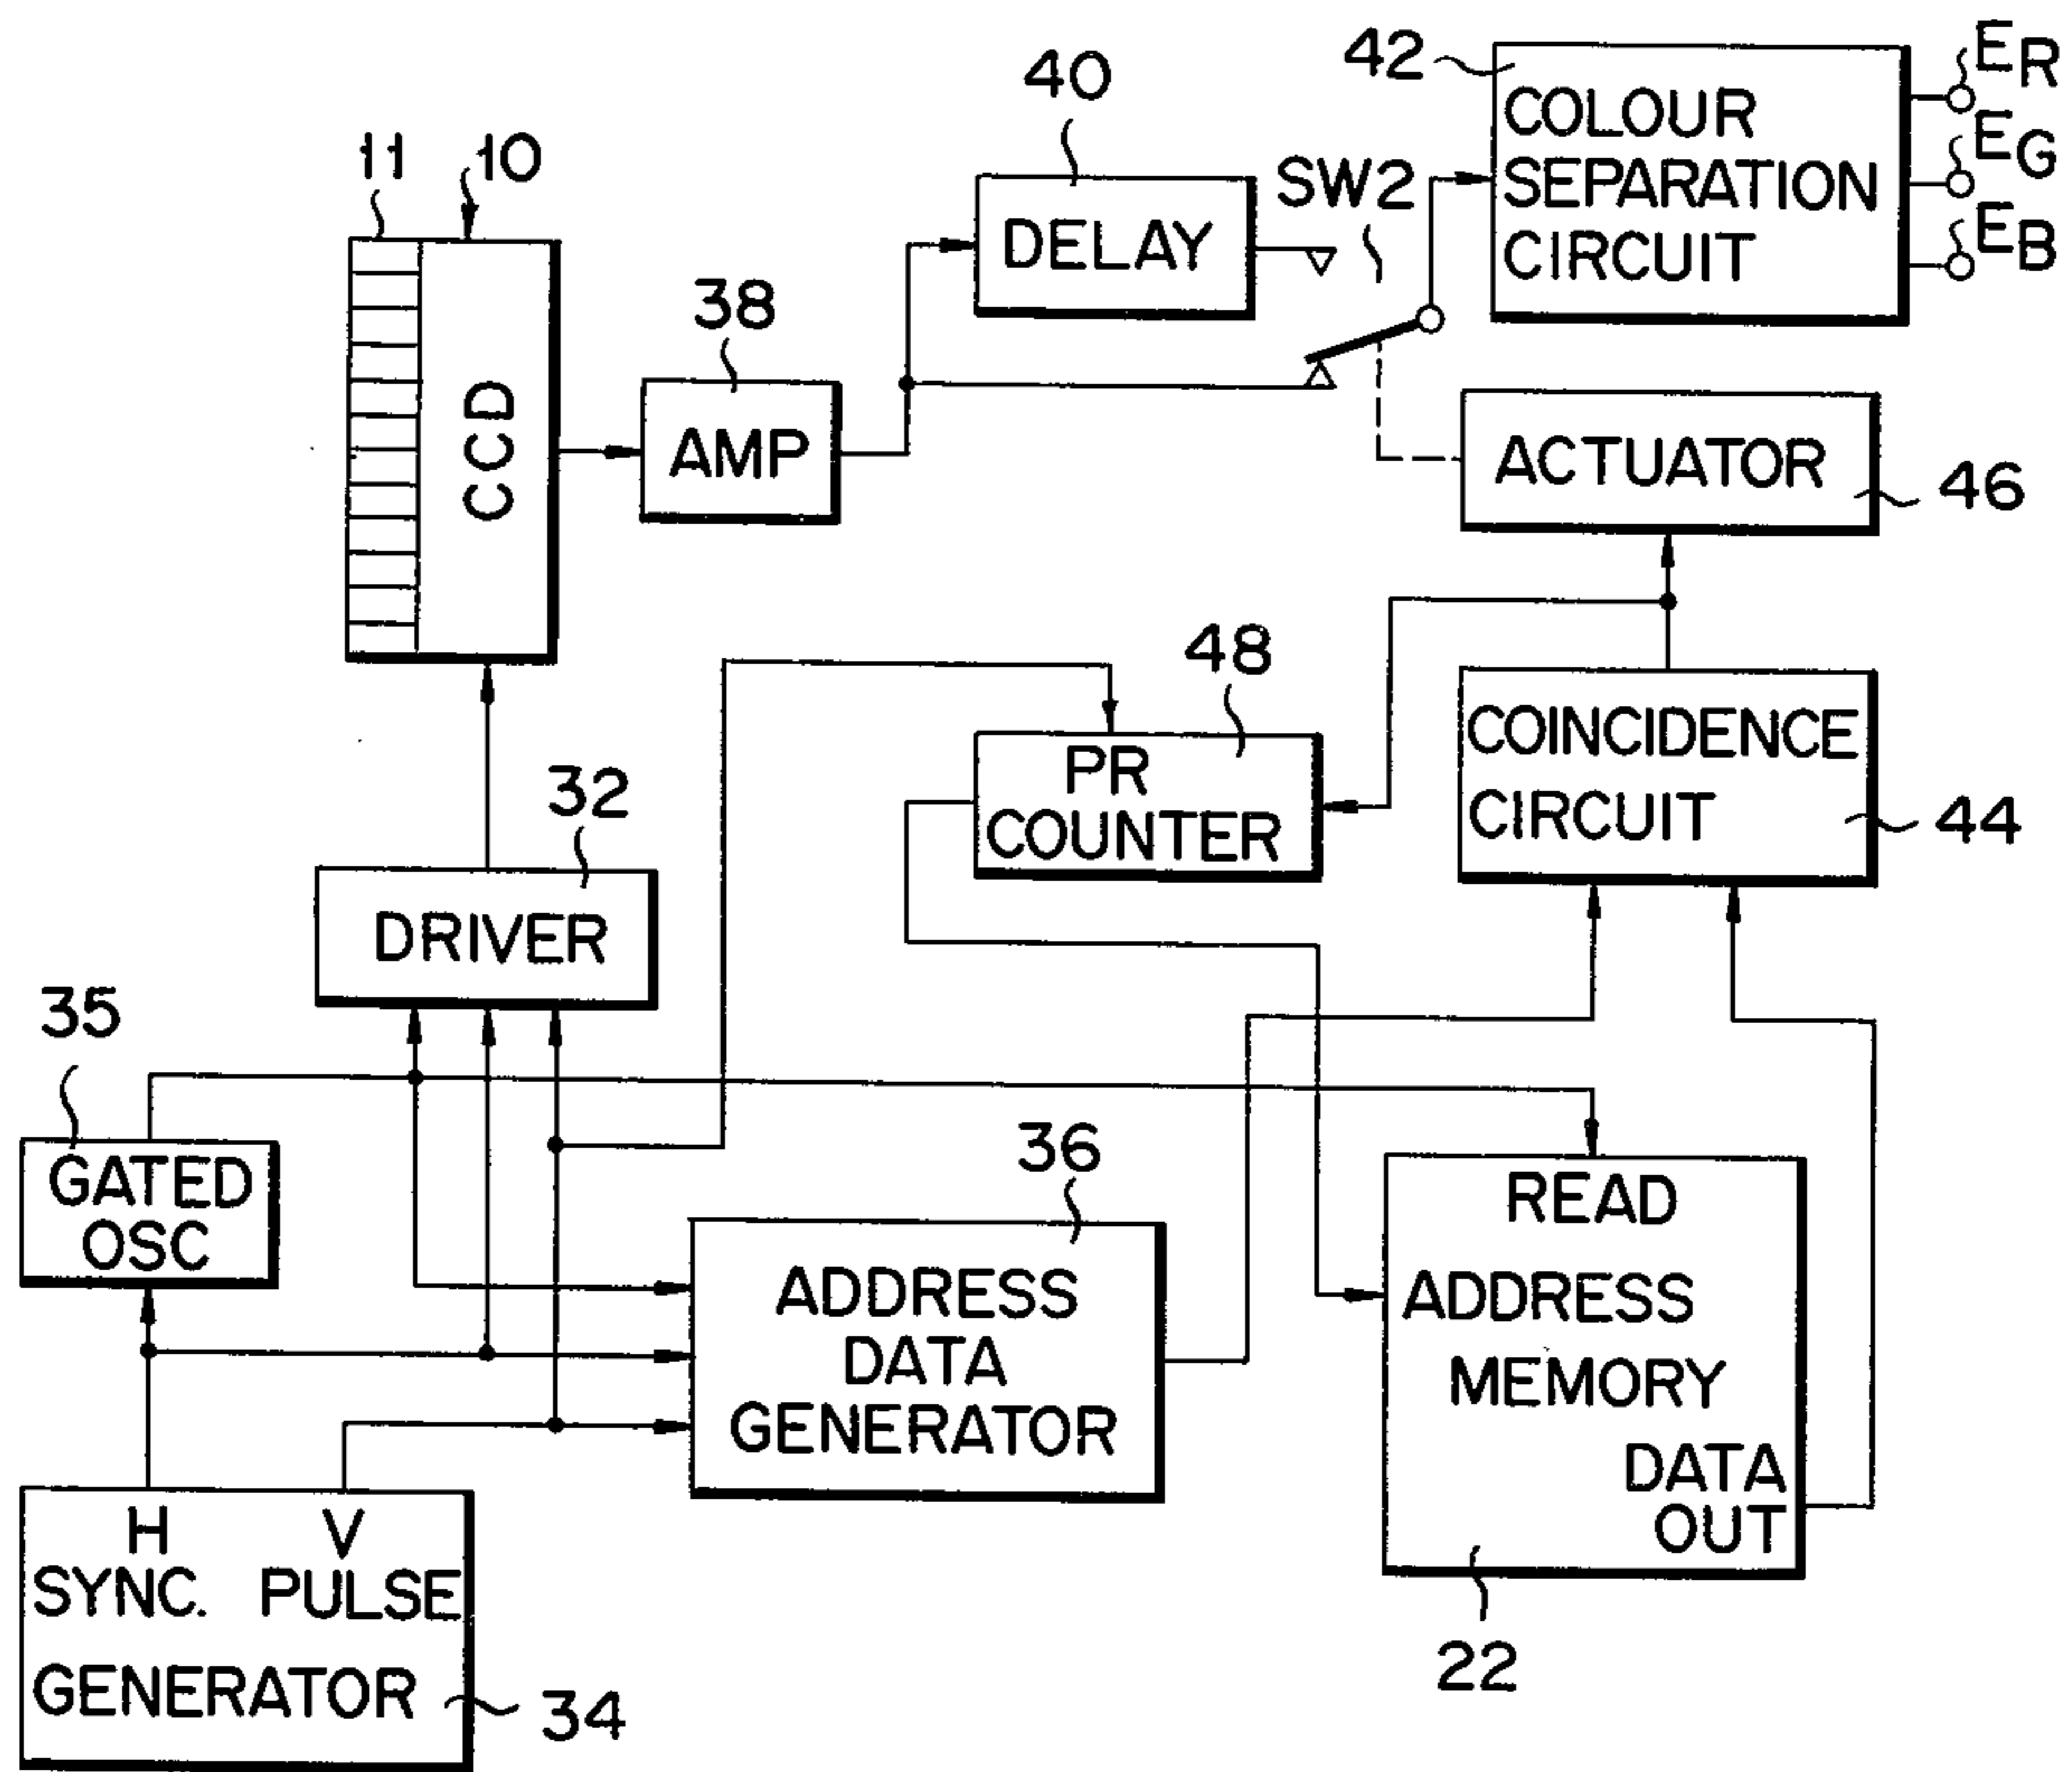 42
COLOUR
SEPARATION
CIRCUIT
ER
EG
EB
40
DELAY
SW2
11
10
CCD
38
AMP
ACTUATOR
46
48
PR
COUNTER
COINCIDENCE
CIRCUIT
44
32
DRIVER
35
GATED
OSC
36
ADDRESS
DATA
GENERATOR
READ
ADDRESS
MEMORY
DATA
OUT
22
H V
SYNC. PULSE
GENERATOR
34